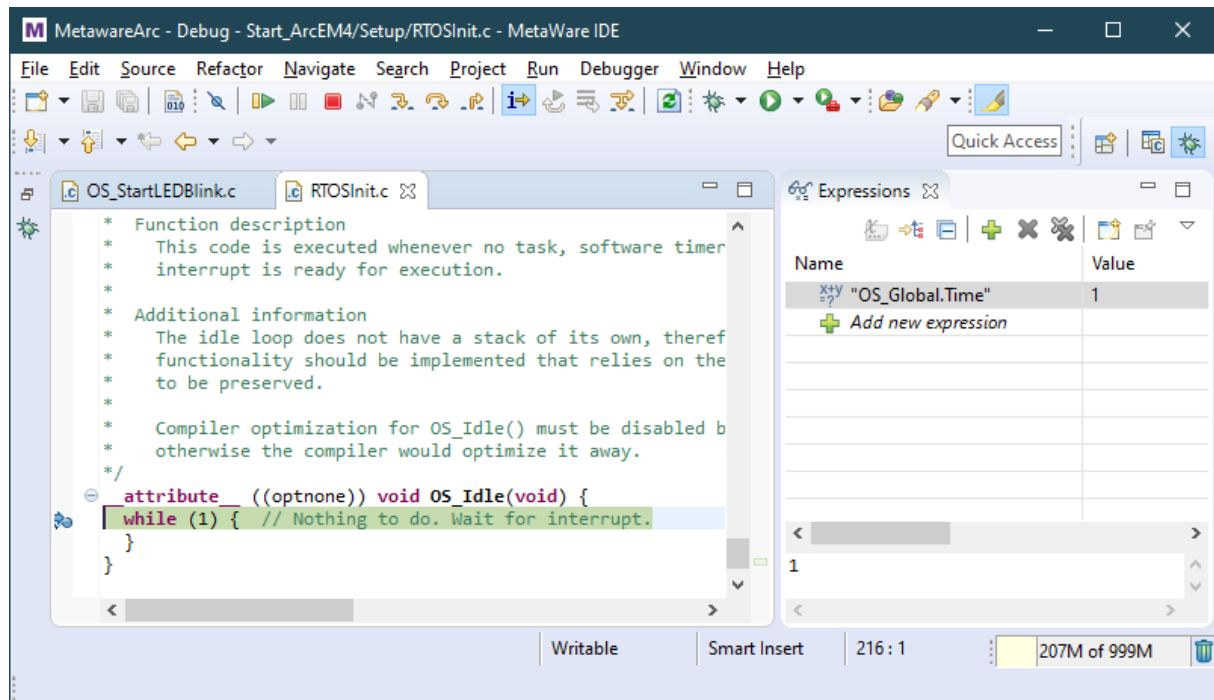 M MetawareArc - Debug - Start_ArcEM4/Setup/RTOSInit.c - MetaWare IDE
File Edit Source Refactor Navigate Search Project Run Debugger Window Help
010
Quick Access
OS_StartLEDBlink.c RTOSInit.c
* Function description
* This code is executed whenever no task, software timer
* interrupt is ready for execution.
*
* Additional information
* The idle loop does not have a stack of its own, theref
* functionality should be implemented that relies on the
* to be preserved.
*
* Compiler optimization for OS_Idle() must be disabled b
* otherwise the compiler would optimize it away.
*/
__attribute__ ((optnone)) void OS_Idle(void) {
while (1) { // Nothing to do. Wait for interrupt.
}
}
Expressions
Name Value
"OS_Global.Time" 1
Add new expression
1
Writable Smart Insert 216 : 1 207M of 999M